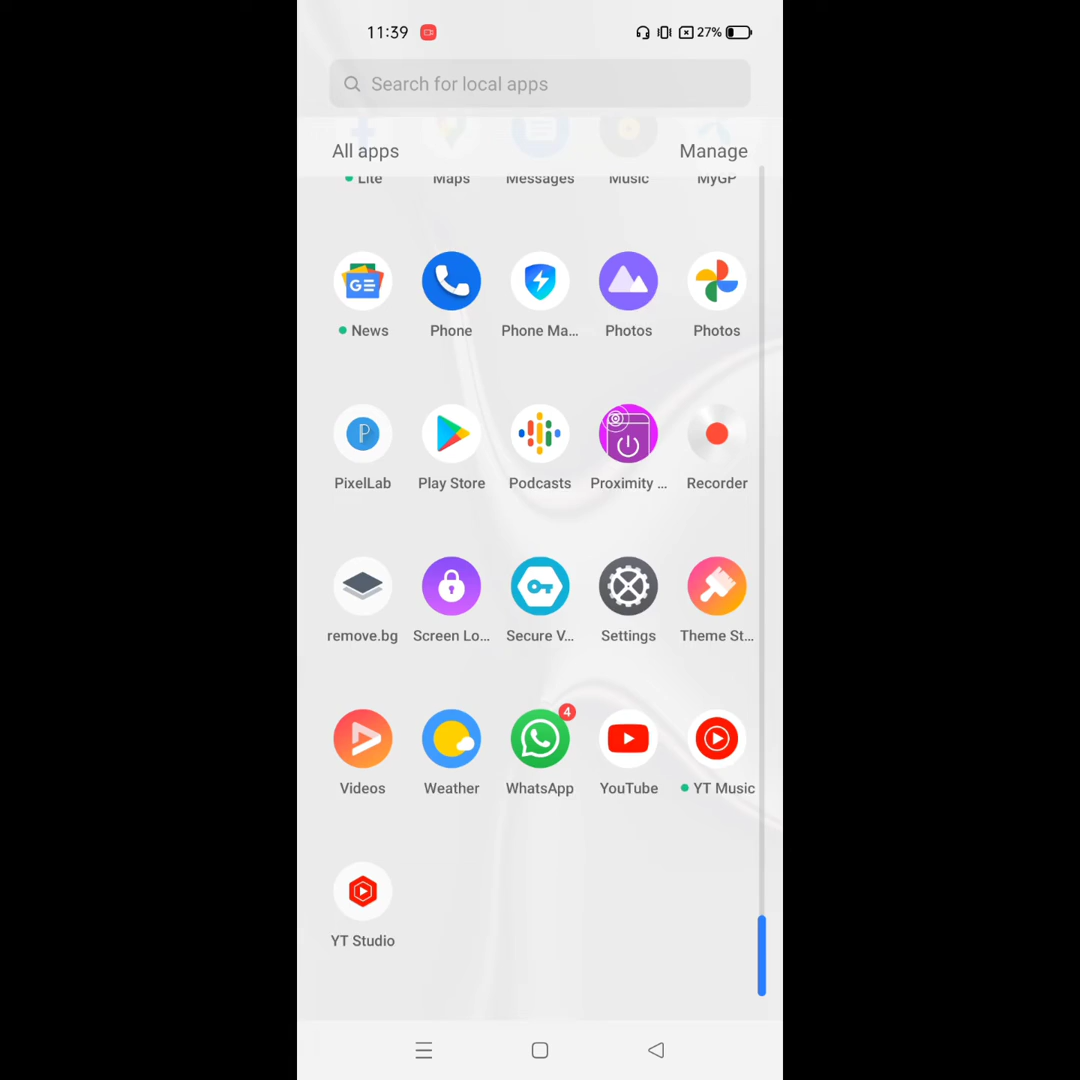 11:39 27%
Search for local apps
All apps Manage
Lite Maps Messages Music MyGP
GE
News Phone Phone Ma... Photos Photos
P
PixelLab Play Store Podcasts Proximity ... Recorder
remove.bg Screen Lo... Secure V... Settings Theme St...
4
Videos Weather WhatsApp YouTube YT Music
YT Studio